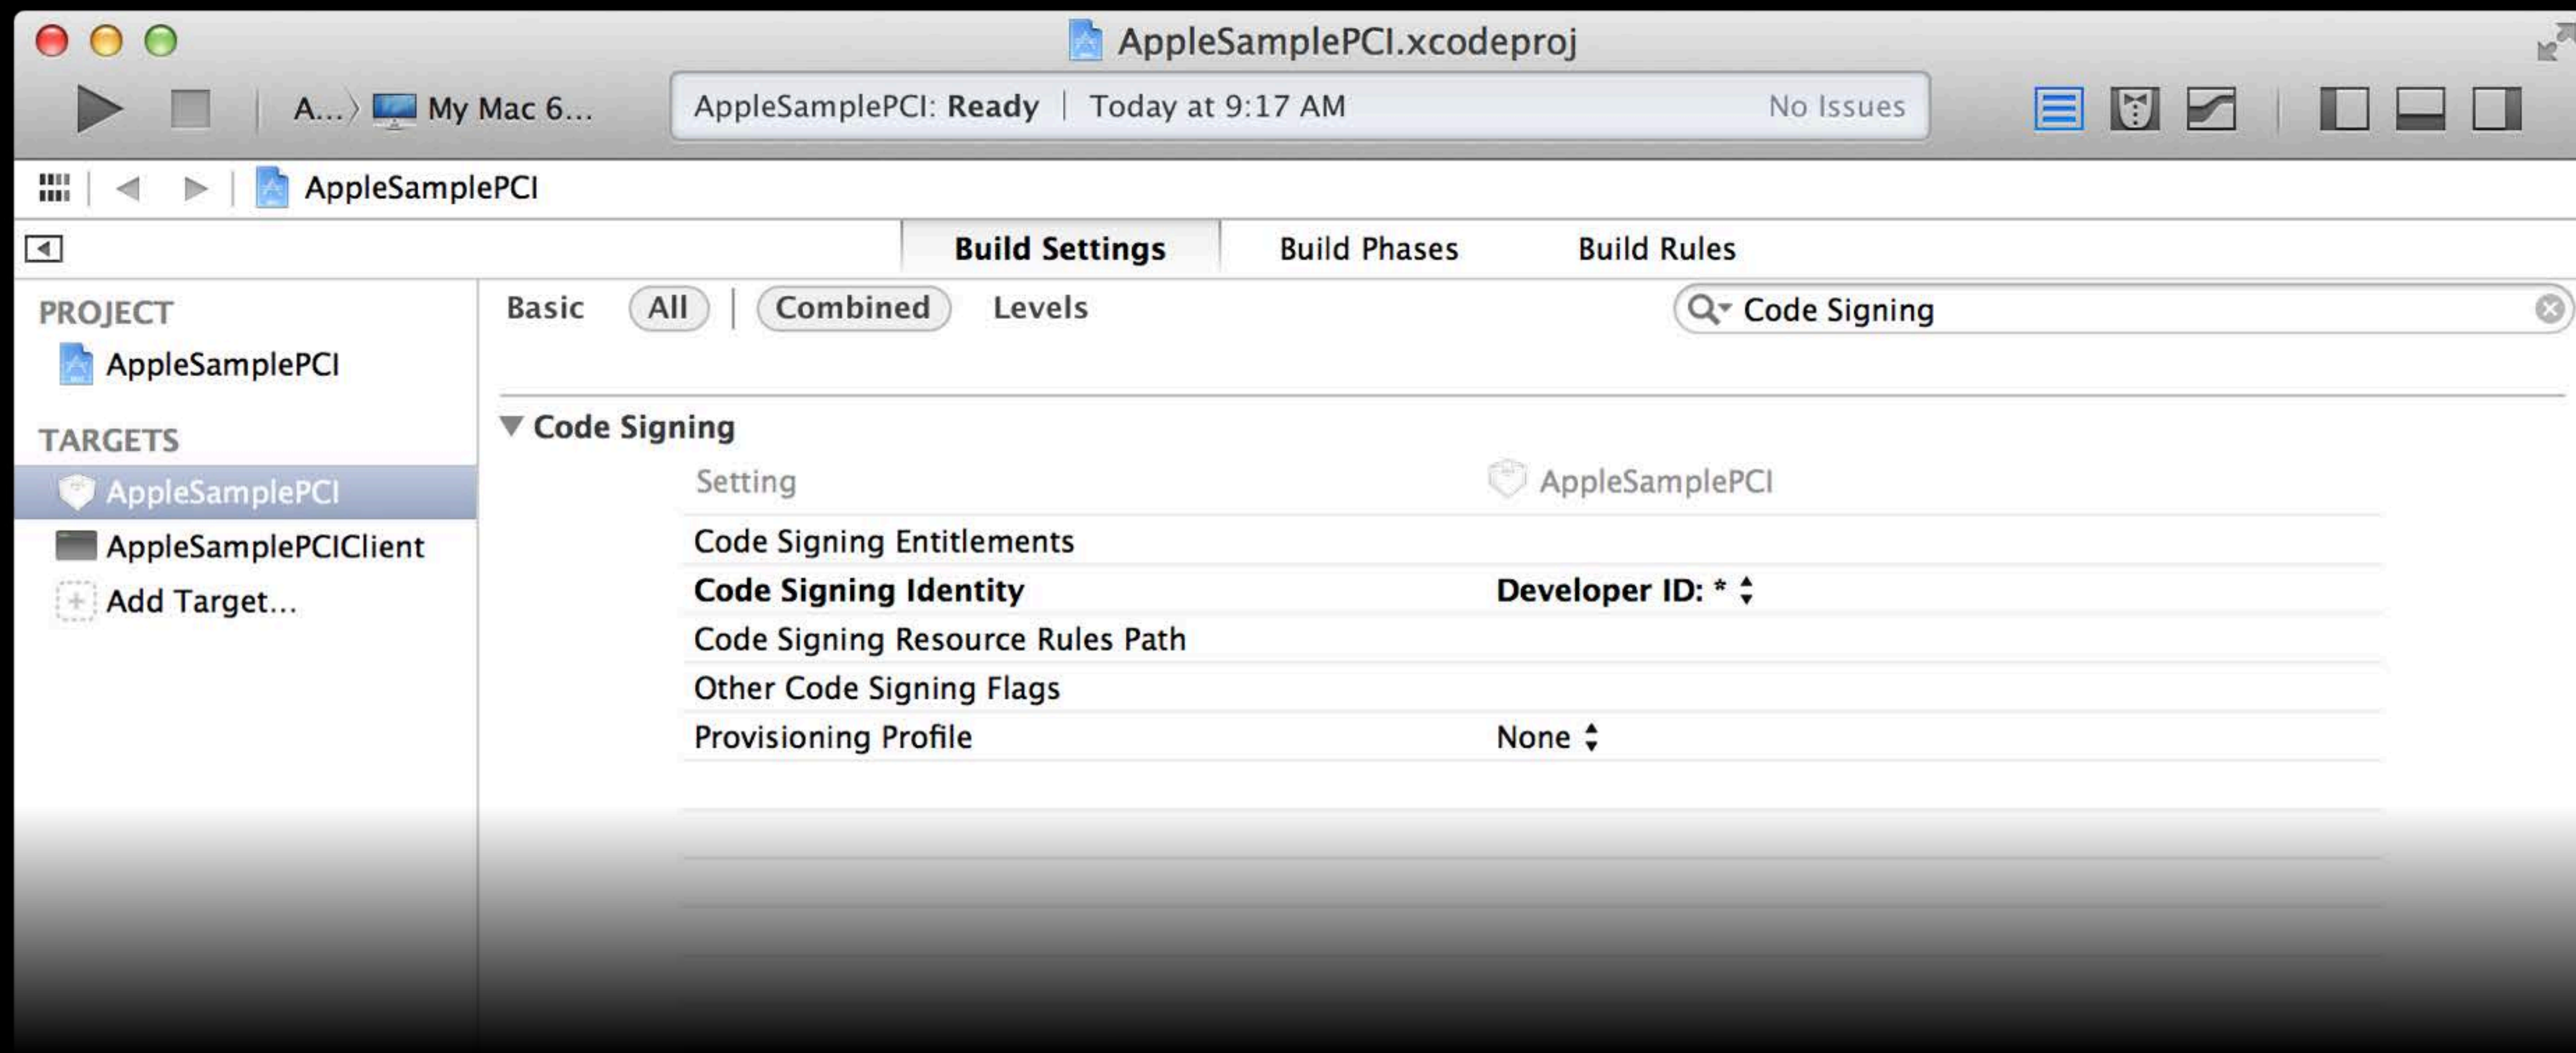 AppleSamplePCI.xcodeproj
A... My Mac 6... AppleSamplePCI: Ready | Today at 9:17 AM No Issues
AppleSamplePCI
Build Settings Build Phases Build Rules
PROJECT
AppleSamplePCI
TARGETS
AppleSamplePCI
AppleSamplePCIClient
Add Target...
Basic All | Combined Levels Code Signing
Code Signing
Setting AppleSamplePCI
Code Signing Entitlements
Code Signing Identity Developer ID: *
Code Signing Resource Rules Path
Other Code Signing Flags
Provisioning Profile None